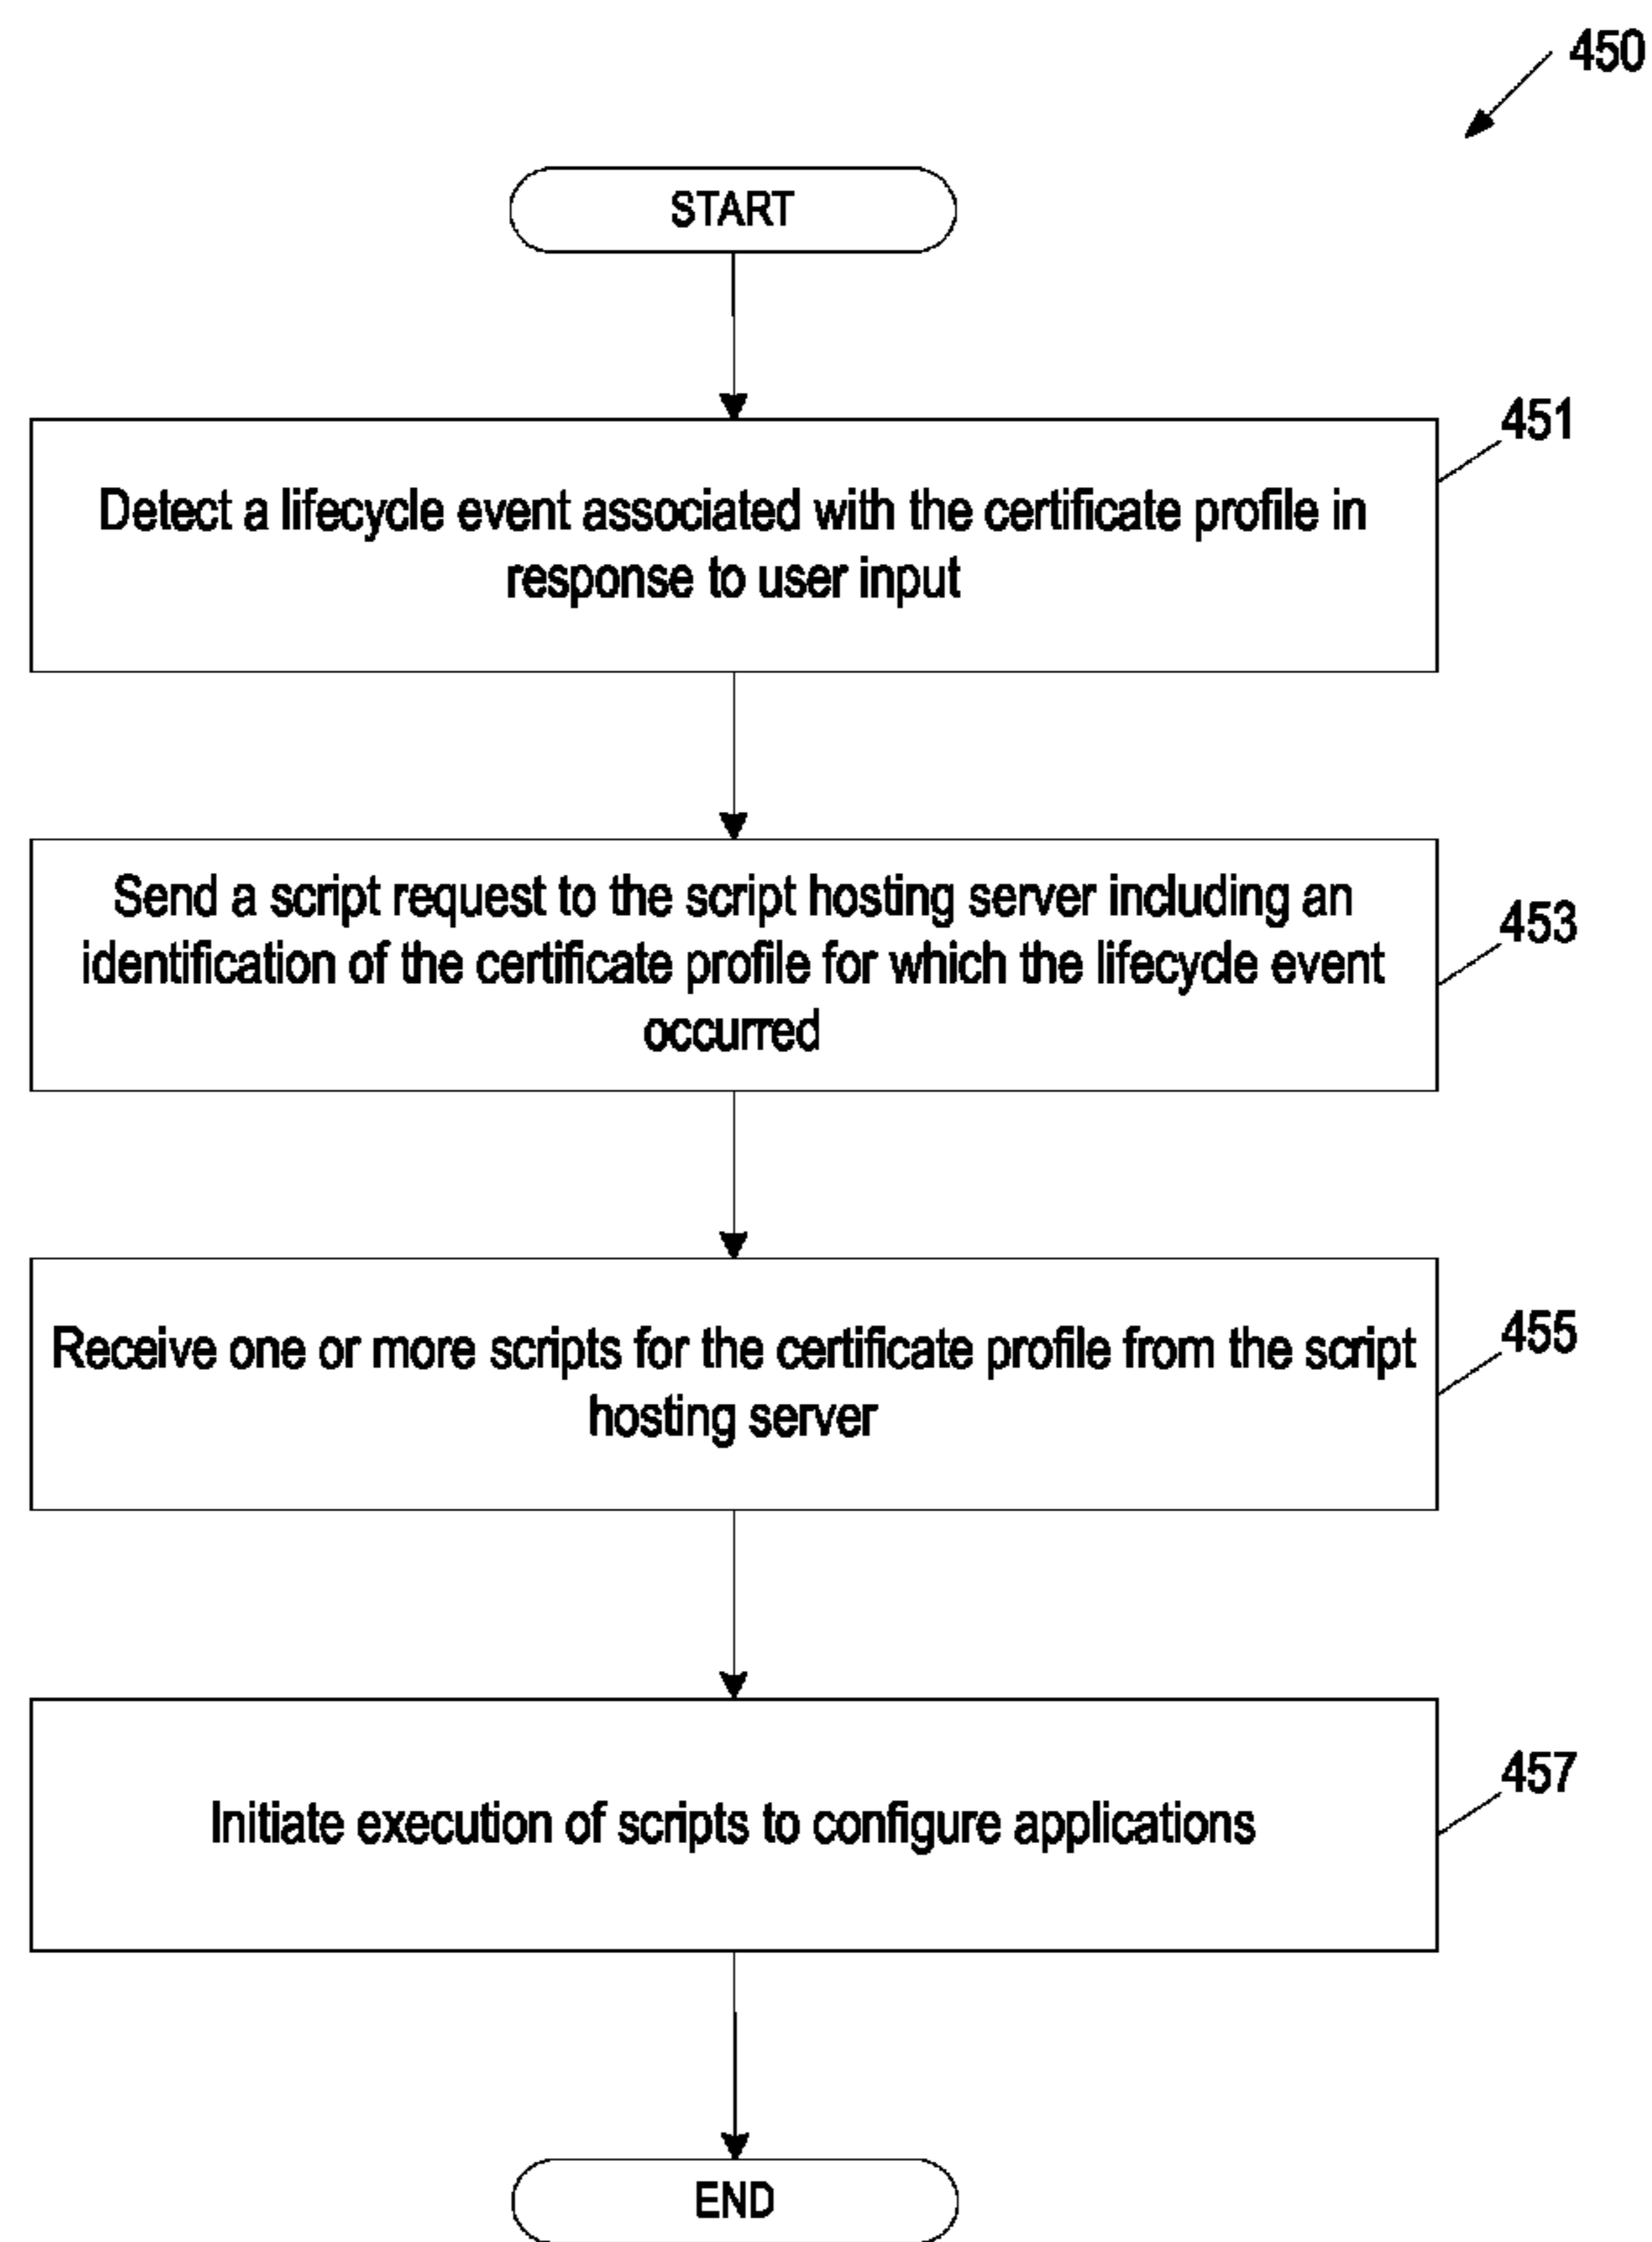 450
START
451
Detect a lifecycle event associated with the certificate profile in
response to user input
Send a script request to the script hosting server including an
453
identification of the certificate profile for which the lifecycle event
occurred
455
Receive one or more scripts for the certificate profile from the script
hosting server
457
Initiate execution of scripts to configure applications
END